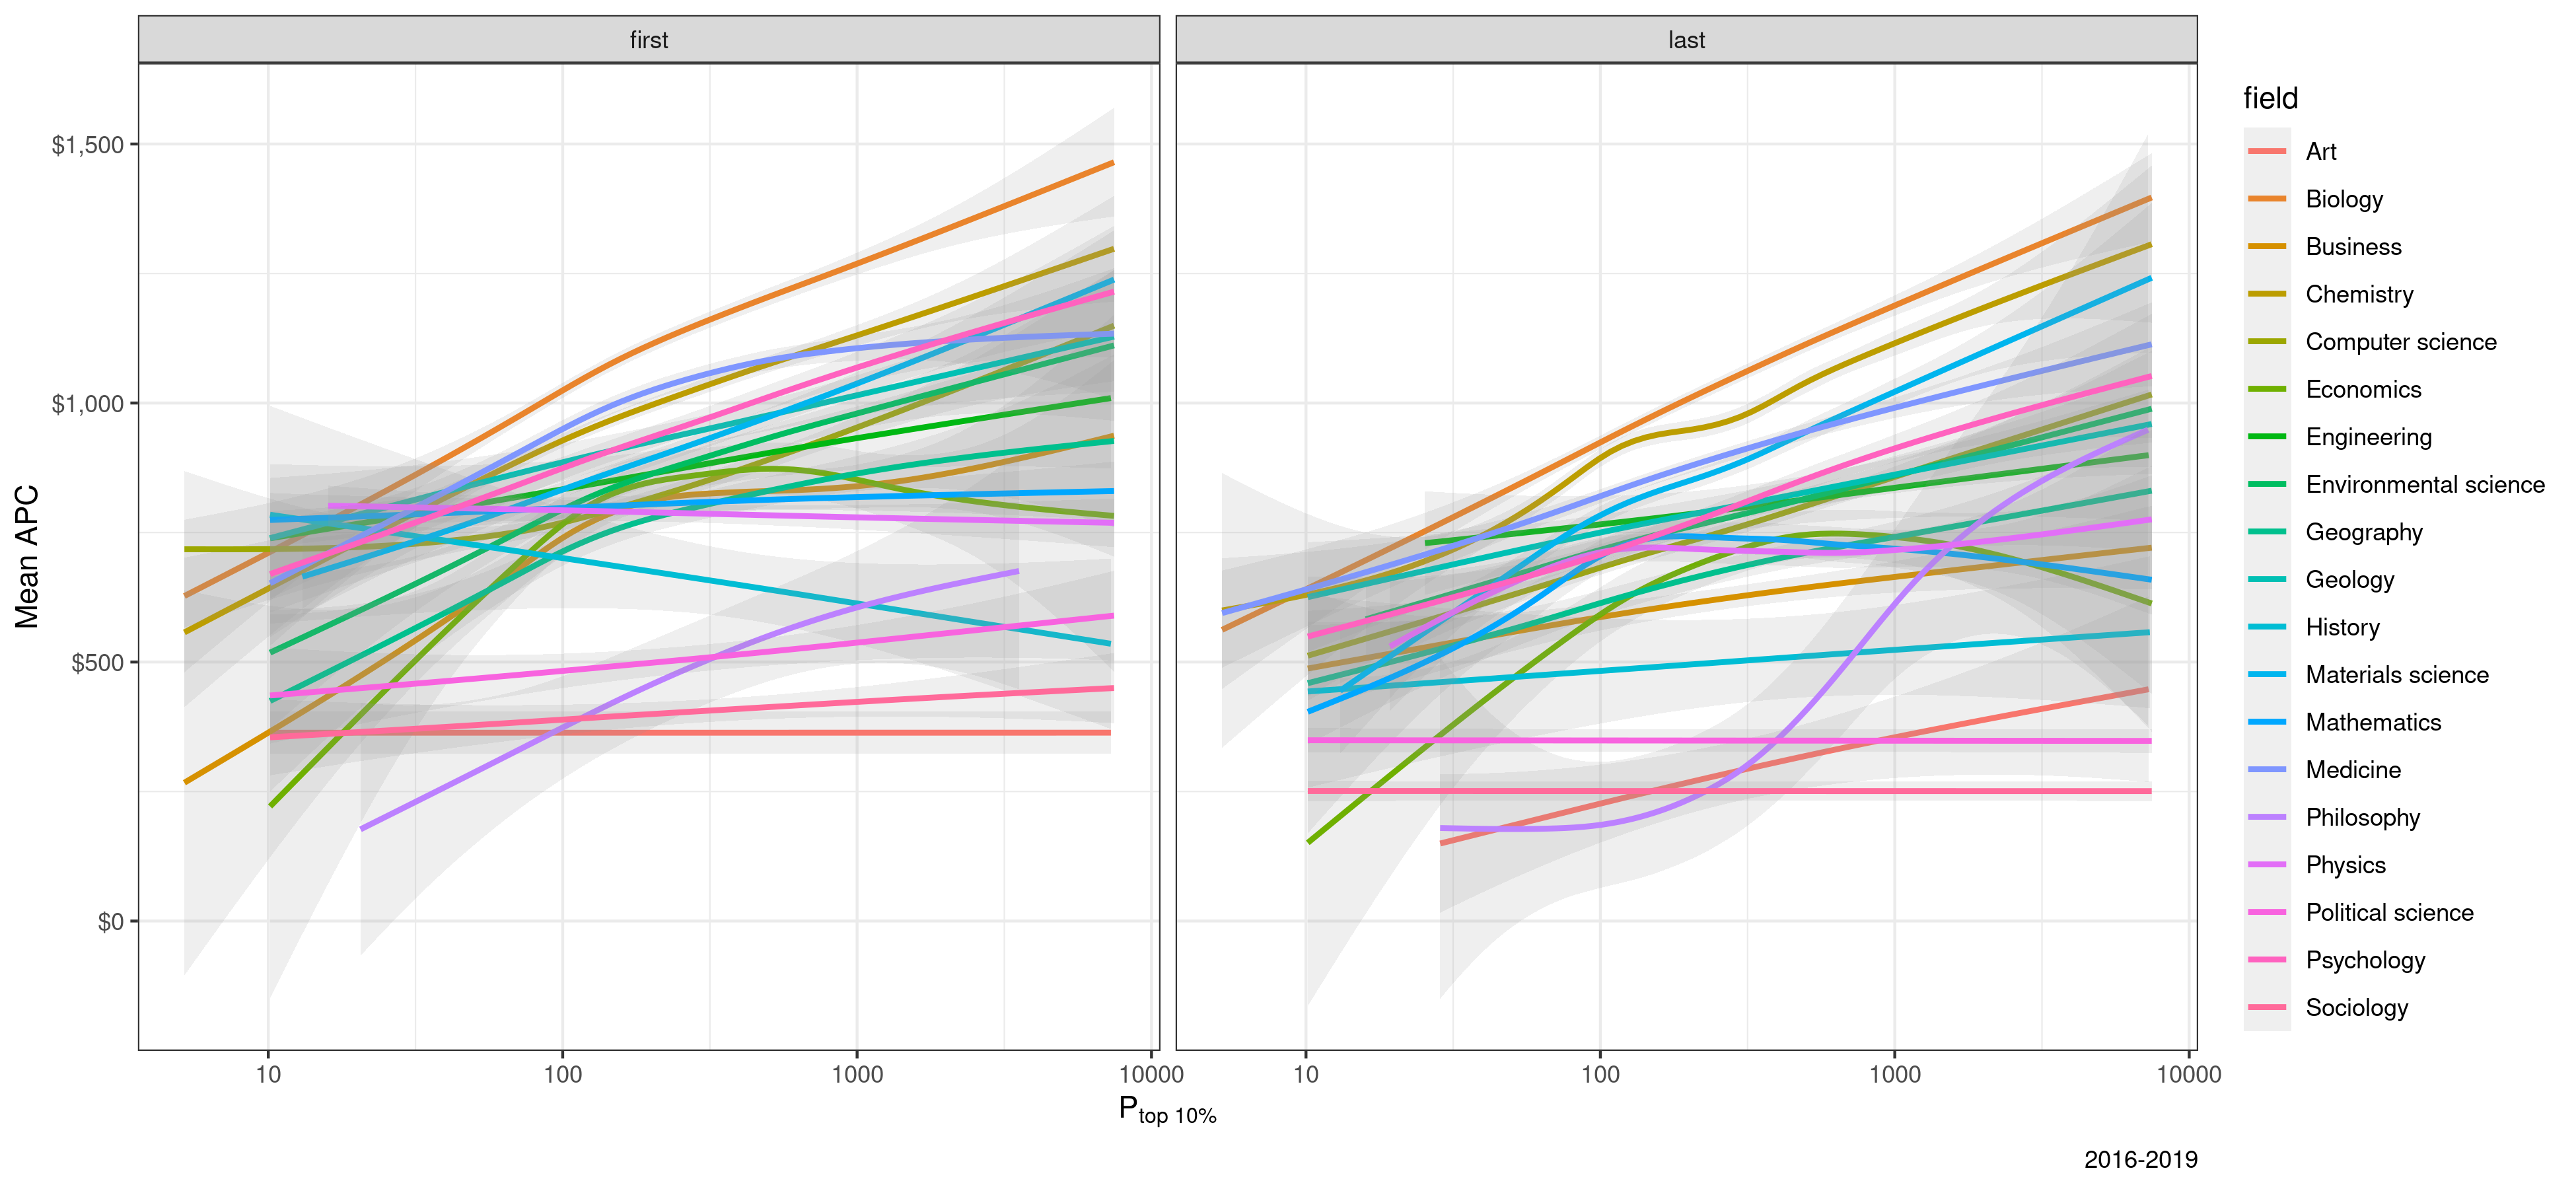 first
last
$1,500
$1,000
$500
$0
Mean APC
10
100
1000
10000
10
100
1000
10000
Ptop 10%
2016-2019
field
Art
Biology
Business
Chemistry
Computer science
Economics
Engineering
Environmental science
Geography
Geology
History
Materials science
Mathematics
Medicine
Philosophy
Physics
Political science
Psychology
Sociology